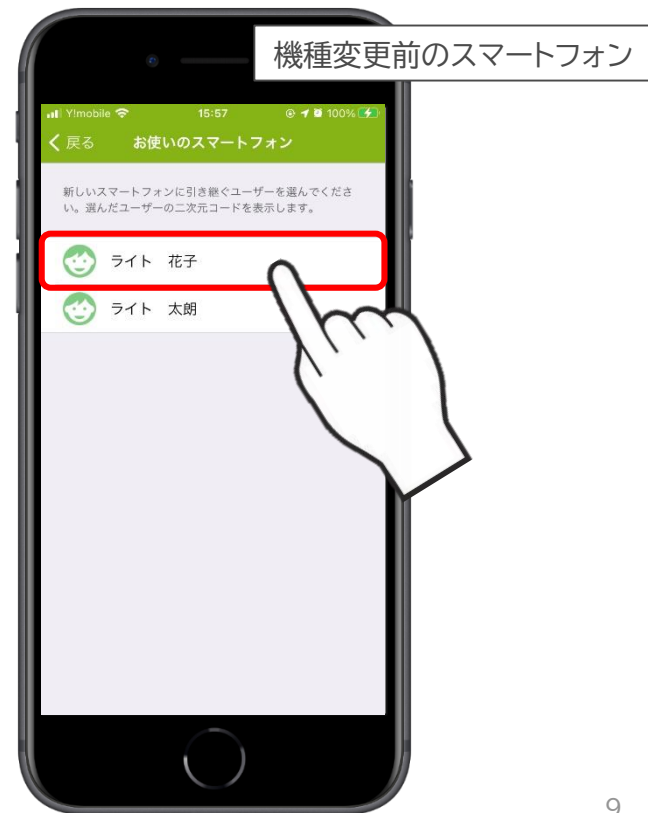 機種変更前のスマートフォン
Y!mobile 15:57 100%
戻る お使いのスマートフォン
新しいスマートフォンに引き継ぐユーザーを選んでくださ
い。選んだユーザーの二次元コードを表示します。
ライト 花子
ライト 太朗
9